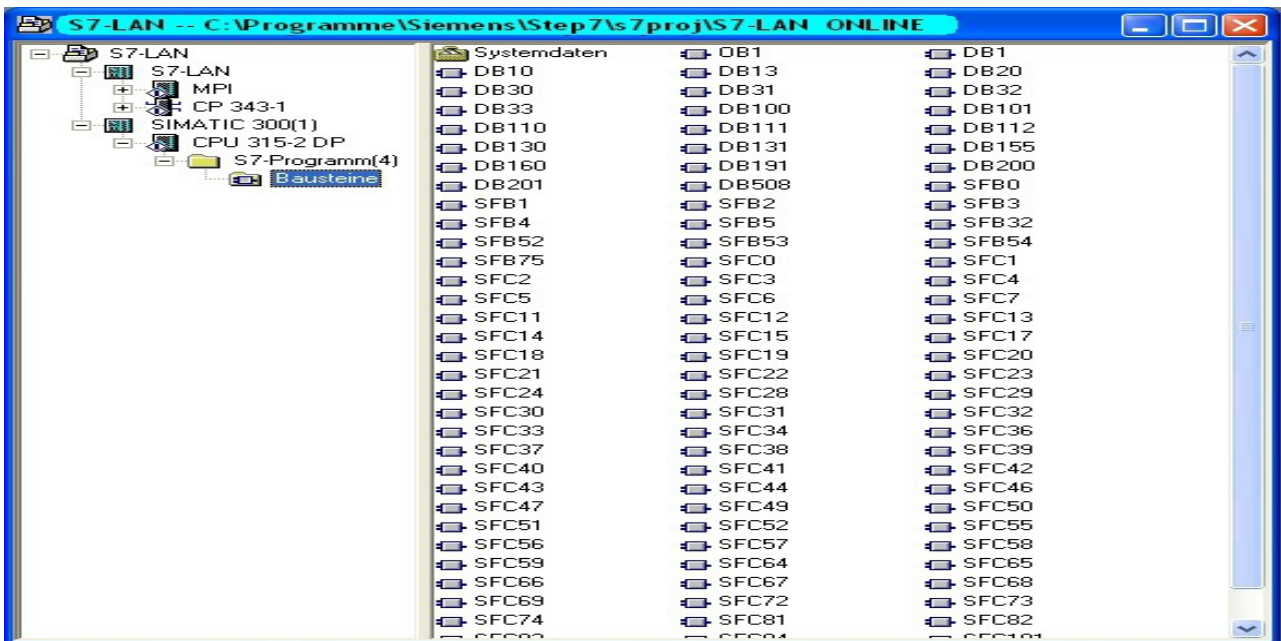 S7-LAN -- C:\Programme\Siemens\Step7\s7proj\S7-LAN ONLINE
S7-LAN
S7-LAN
MPI
CP 343-1
SIMATIC 300(1)
CPU 315-2 DP
S7-Programm(4)
Bausteine
Systemdaten OB1 DB1
DB10 DB13 DB20
DB30 DB31 DB32
DB33 DB100 DB101
DB110 DB111 DB112
DB130 DB131 DB155
DB160 DB191 DB200
DB201 DB508 SFB0
SFB1 SFB2 SFB3
SFB4 SFB5 SFB32
SFB52 SFB53 SFB54
SFB75 SFC0 SFC1
SFC2 SFC3 SFC4
SFC5 SFC6 SFC7
SFC11 SFC12 SFC13
SFC14 SFC15 SFC17
SFC18 SFC19 SFC20
SFC21 SFC22 SFC23
SFC24 SFC28 SFC29
SFC30 SFC31 SFC32
SFC33 SFC34 SFC36
SFC37 SFC38 SFC39
SFC40 SFC41 SFC42
SFC43 SFC44 SFC46
SFC47 SFC49 SFC50
SFC51 SFC52 SFC55
SFC56 SFC57 SFC58
SFC59 SFC64 SFC65
SFC66 SFC67 SFC68
SFC69 SFC72 SFC73
SFC74 SFC81 SFC82